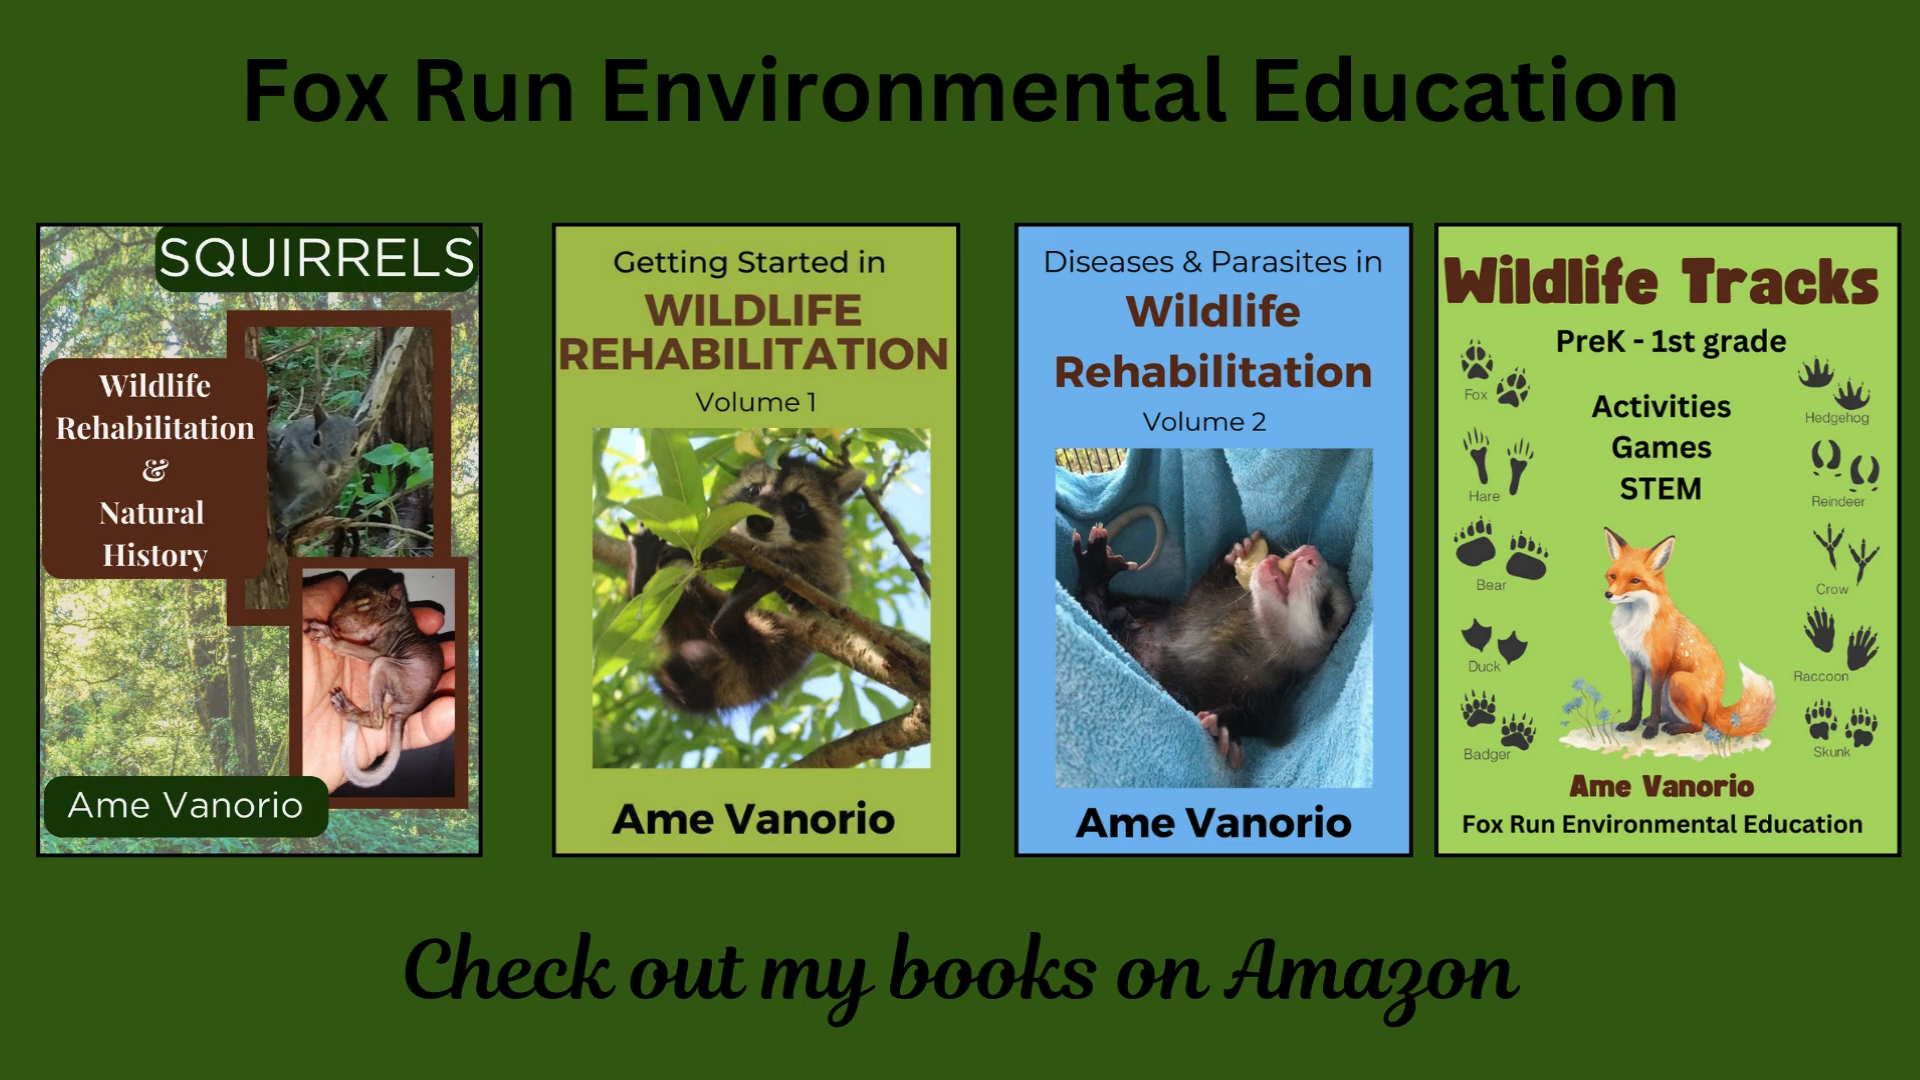 Fox Run Environmental Education
SQUIRRELS
Wildlife
Rehabilitation
&
Natural
History
Ame Vanorio
Getting Started in
WILDLIFE
REHABILITATION
Volume 1
Ame Vanorio
Diseases & Parasites in
Wildlife
Rehabilitation
Volume 2
Ame Vanorio
Wildlife Tracks
PreK - 1st grade
Activities
Games
STEM
Fox
Hare
Bear
Duck
Badger
Hedgehog
Reindeer
Crow
Raccoon
Skunk
Ame Vanorio
Fox Run Environmental Education
Check out my books on Amazon